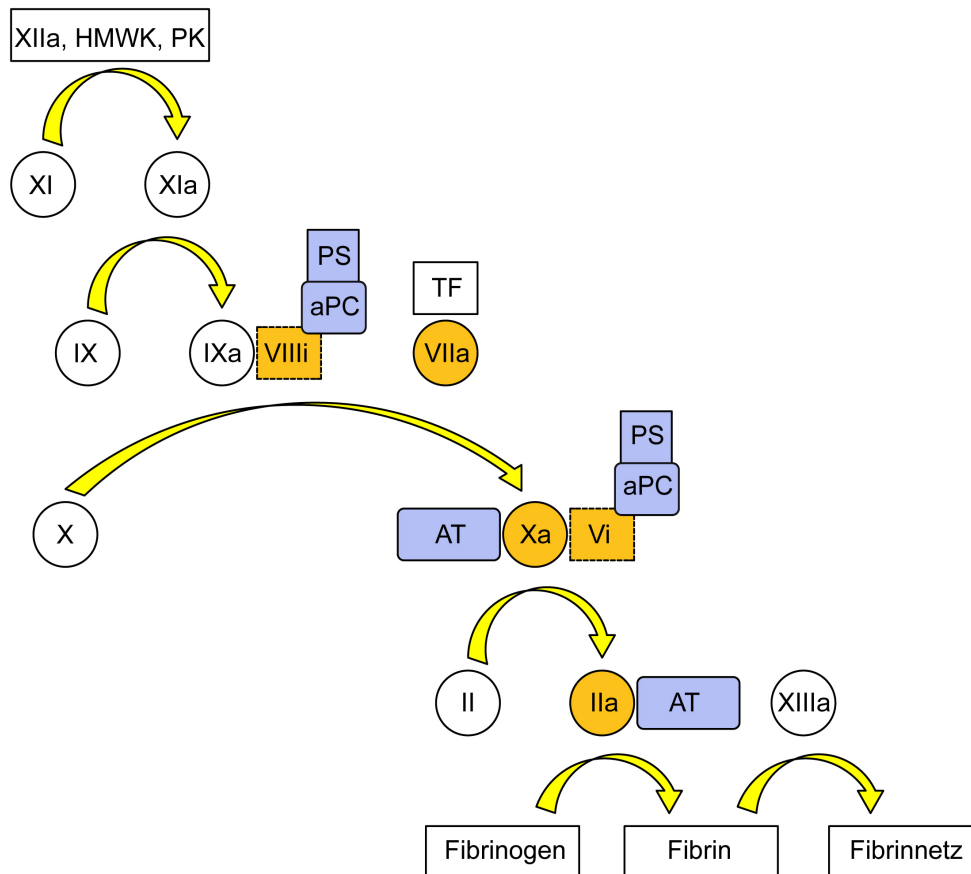 XIIa, HMWK, PK
XI
XIa
PS
aPC
TF
IX
IXa
VIIIi
VIIa
PS
aPC
X
AT
Xa
Vi
II
IIa
AT
XIIIa
Fibrinogen
Fibrin
Fibrinnetz